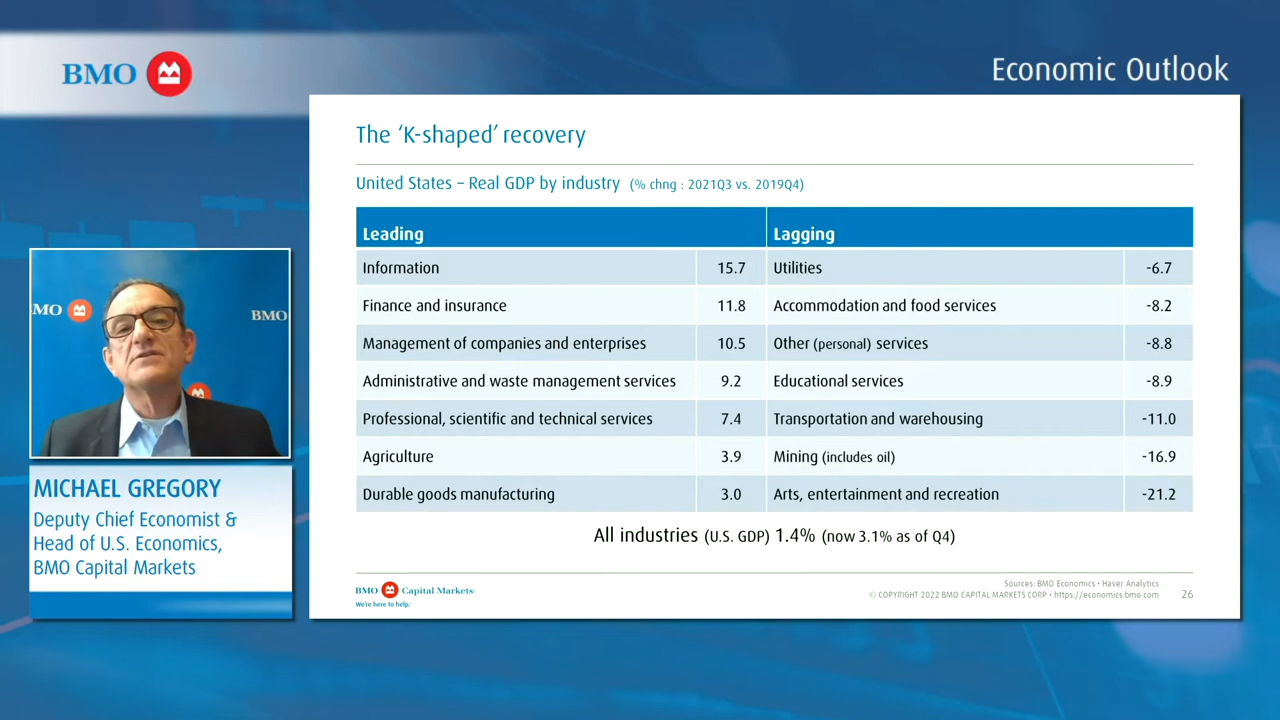 BMO
Economic Outlook
The ‘K-shaped’ recovery
United States – Real GDP by industry (% chng : 2021Q3 vs. 2019Q4)
Leading Lagging
Information 15.7 Utilities -6.7
Finance and insurance 11.8 Accommodation and food services -8.2
Management of companies and enterprises 10.5 Other (personal) services -8.8
Administrative and waste management services 9.2 Educational services -8.9
Professional, scientific and technical services 7.4 Transportation and warehousing -11.0
Agriculture 3.9 Mining (includes oil) -16.9
Durable goods manufacturing 3.0 Arts, entertainment and recreation -21.2
All industries (U.S. GDP) 1.4% (now 3.1% as of Q4)
BMO Capital Markets
We're here to help.
Sources: BMO Economics • Haver Analytics
© COPYRIGHT 2022 BMO CAPITAL MARKETS CORP • https://economics.bmo.com 26
MO
BMO
MICHAEL GREGORY
Deputy Chief Economist &
Head of U.S. Economics,
BMO Capital Markets